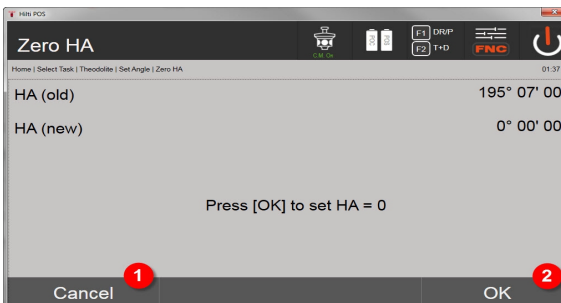 Hilti POS
Zero HA
C.M. On
POC
POS
F1 DR/P
F2 T+D
FNC
Home | Select Task | Theodolite | Set Angle | Zero HA
01:37
HA (old) 195° 07' 00
HA (new) 0° 00' 00
Press [OK] to set HA = 0
1
2
Cancel
OK